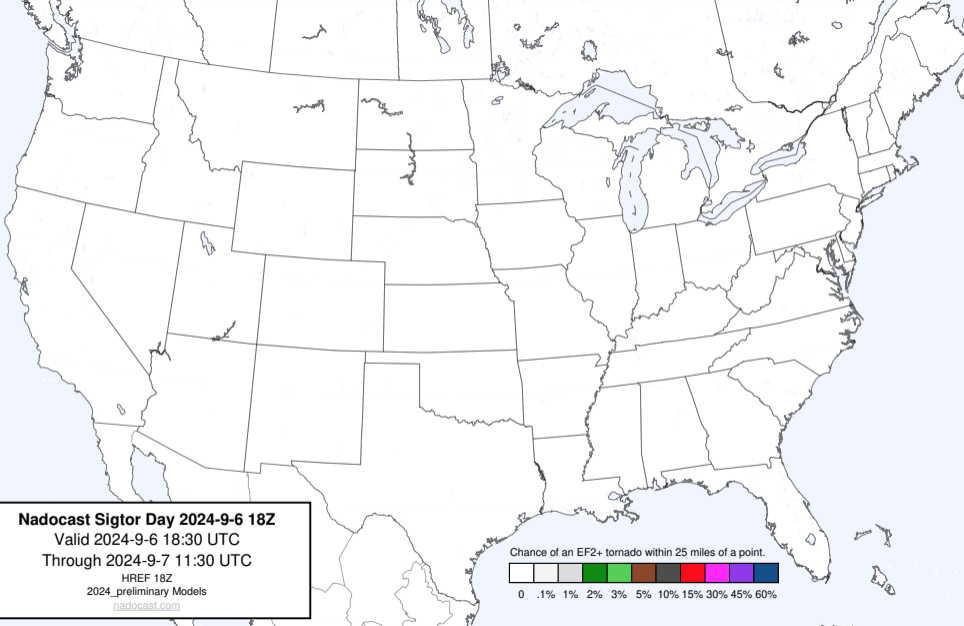 Nadocast Sigtor Day 2024-9-6 18Z
Valid 2024-9-6 18:30 UTC
Through 2024-9-7 11:30 UTC
HREF 18Z
2024_preliminary Models
nadocast.com
Chance of an EF2+ tornado within 25 miles of a point.
0 .1% 1% 2% 3% 5% 10% 15% 30% 45% 60%